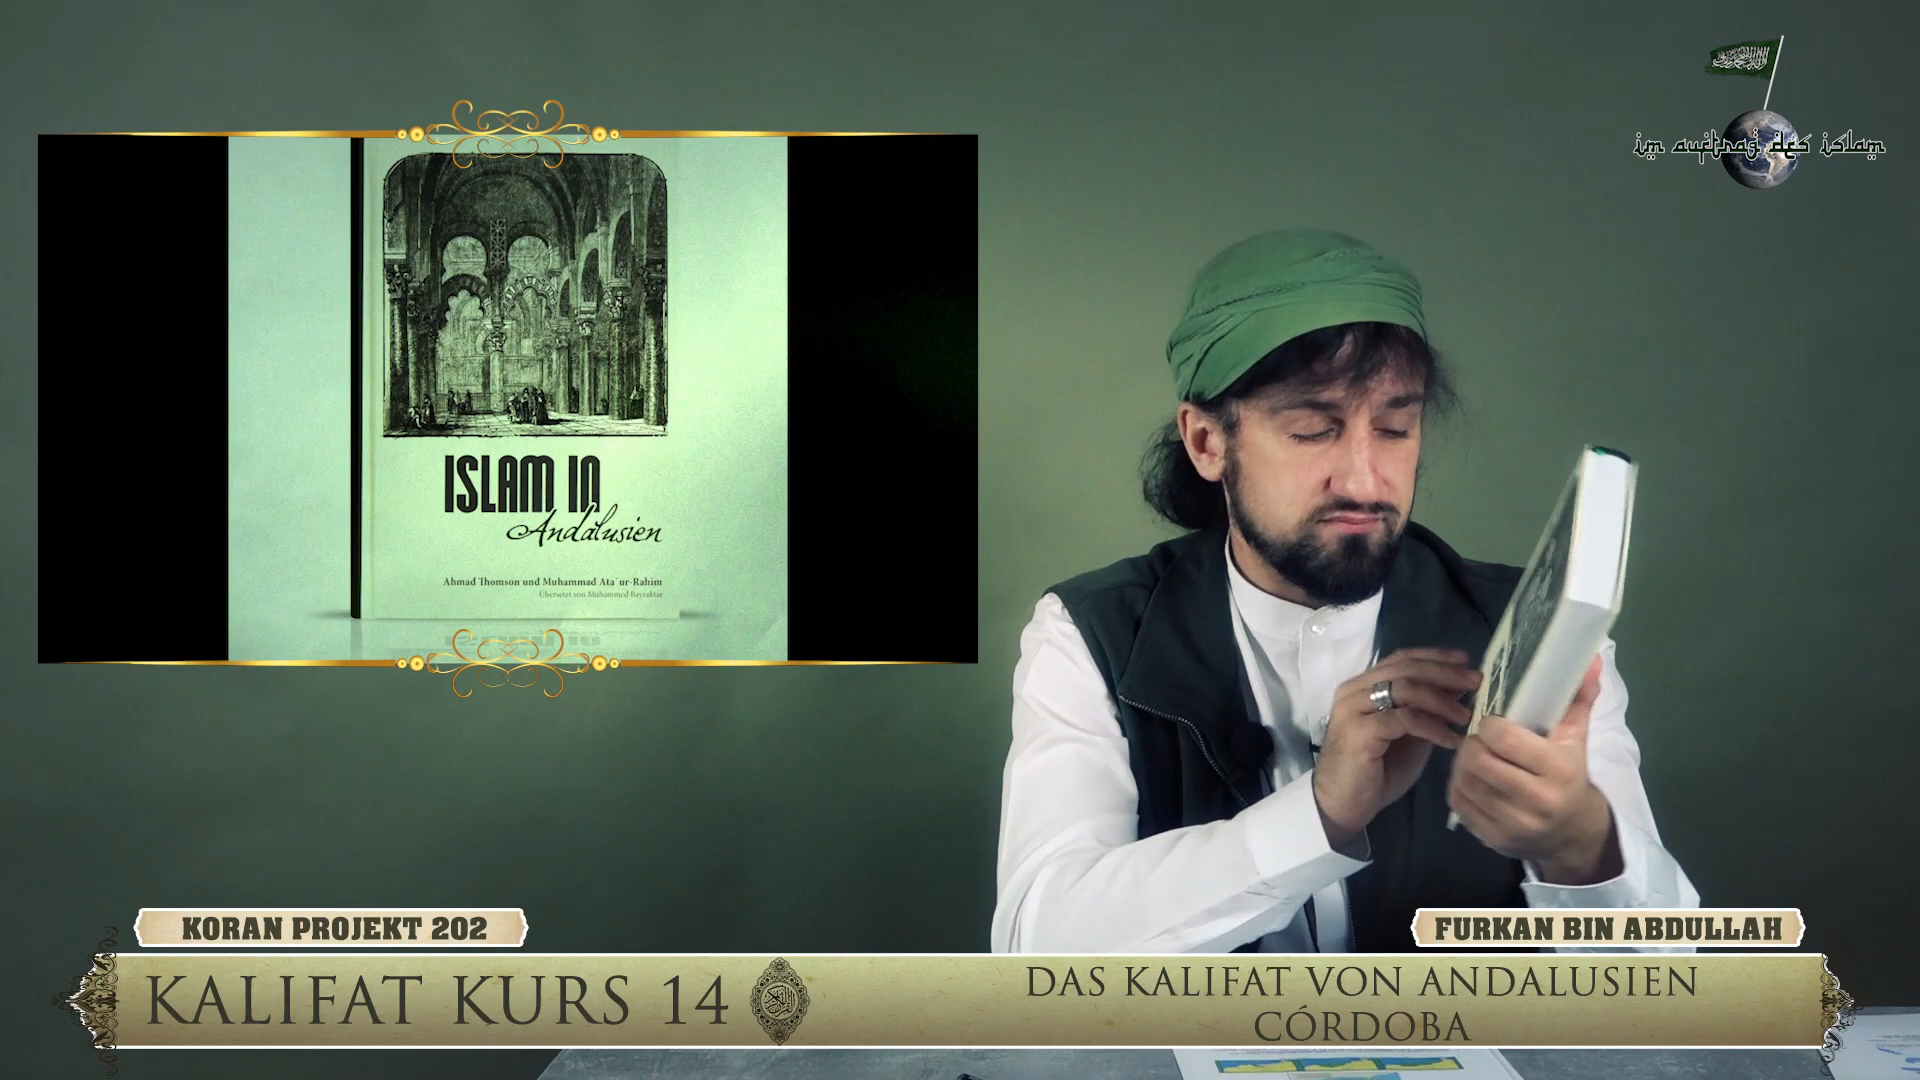 im auftrag des islam
ISLAM IN
Andalusien
Ahmad Thomson und Muhammad Ata' ur-Rahim
Übersetzt von Muhammed Bayraktar
KORAN PROJEKT 202
FURKAN BIN ABDULLAH
KALIFAT KURS 14
DAS KALIFAT VON ANDALUSIEN
CÓRDOBA